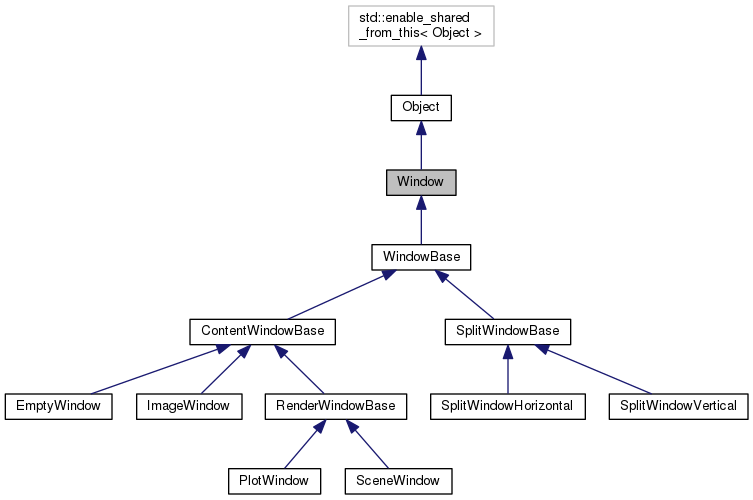 std::enable_shared
_from_this< Object >
Object
Window
WindowBase
ContentWindowBase
SplitWindowBase
EmptyWindow
ImageWindow
RenderWindowBase
SplitWindowHorizontal
SplitWindowVertical
PlotWindow
SceneWindow